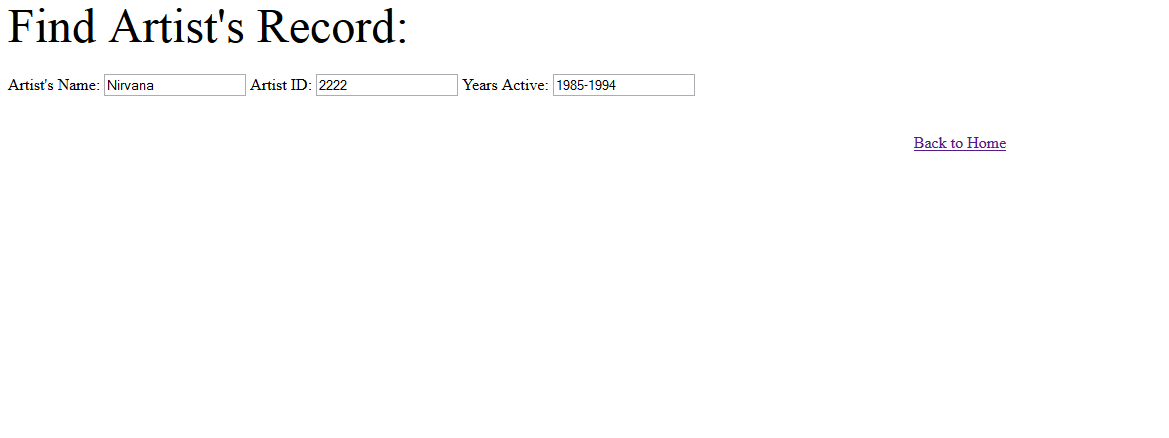 Find Artist's Record:
Artist's Name: Nirvana Artist ID: 2222 Years Active: 1985-1994
Back to Home